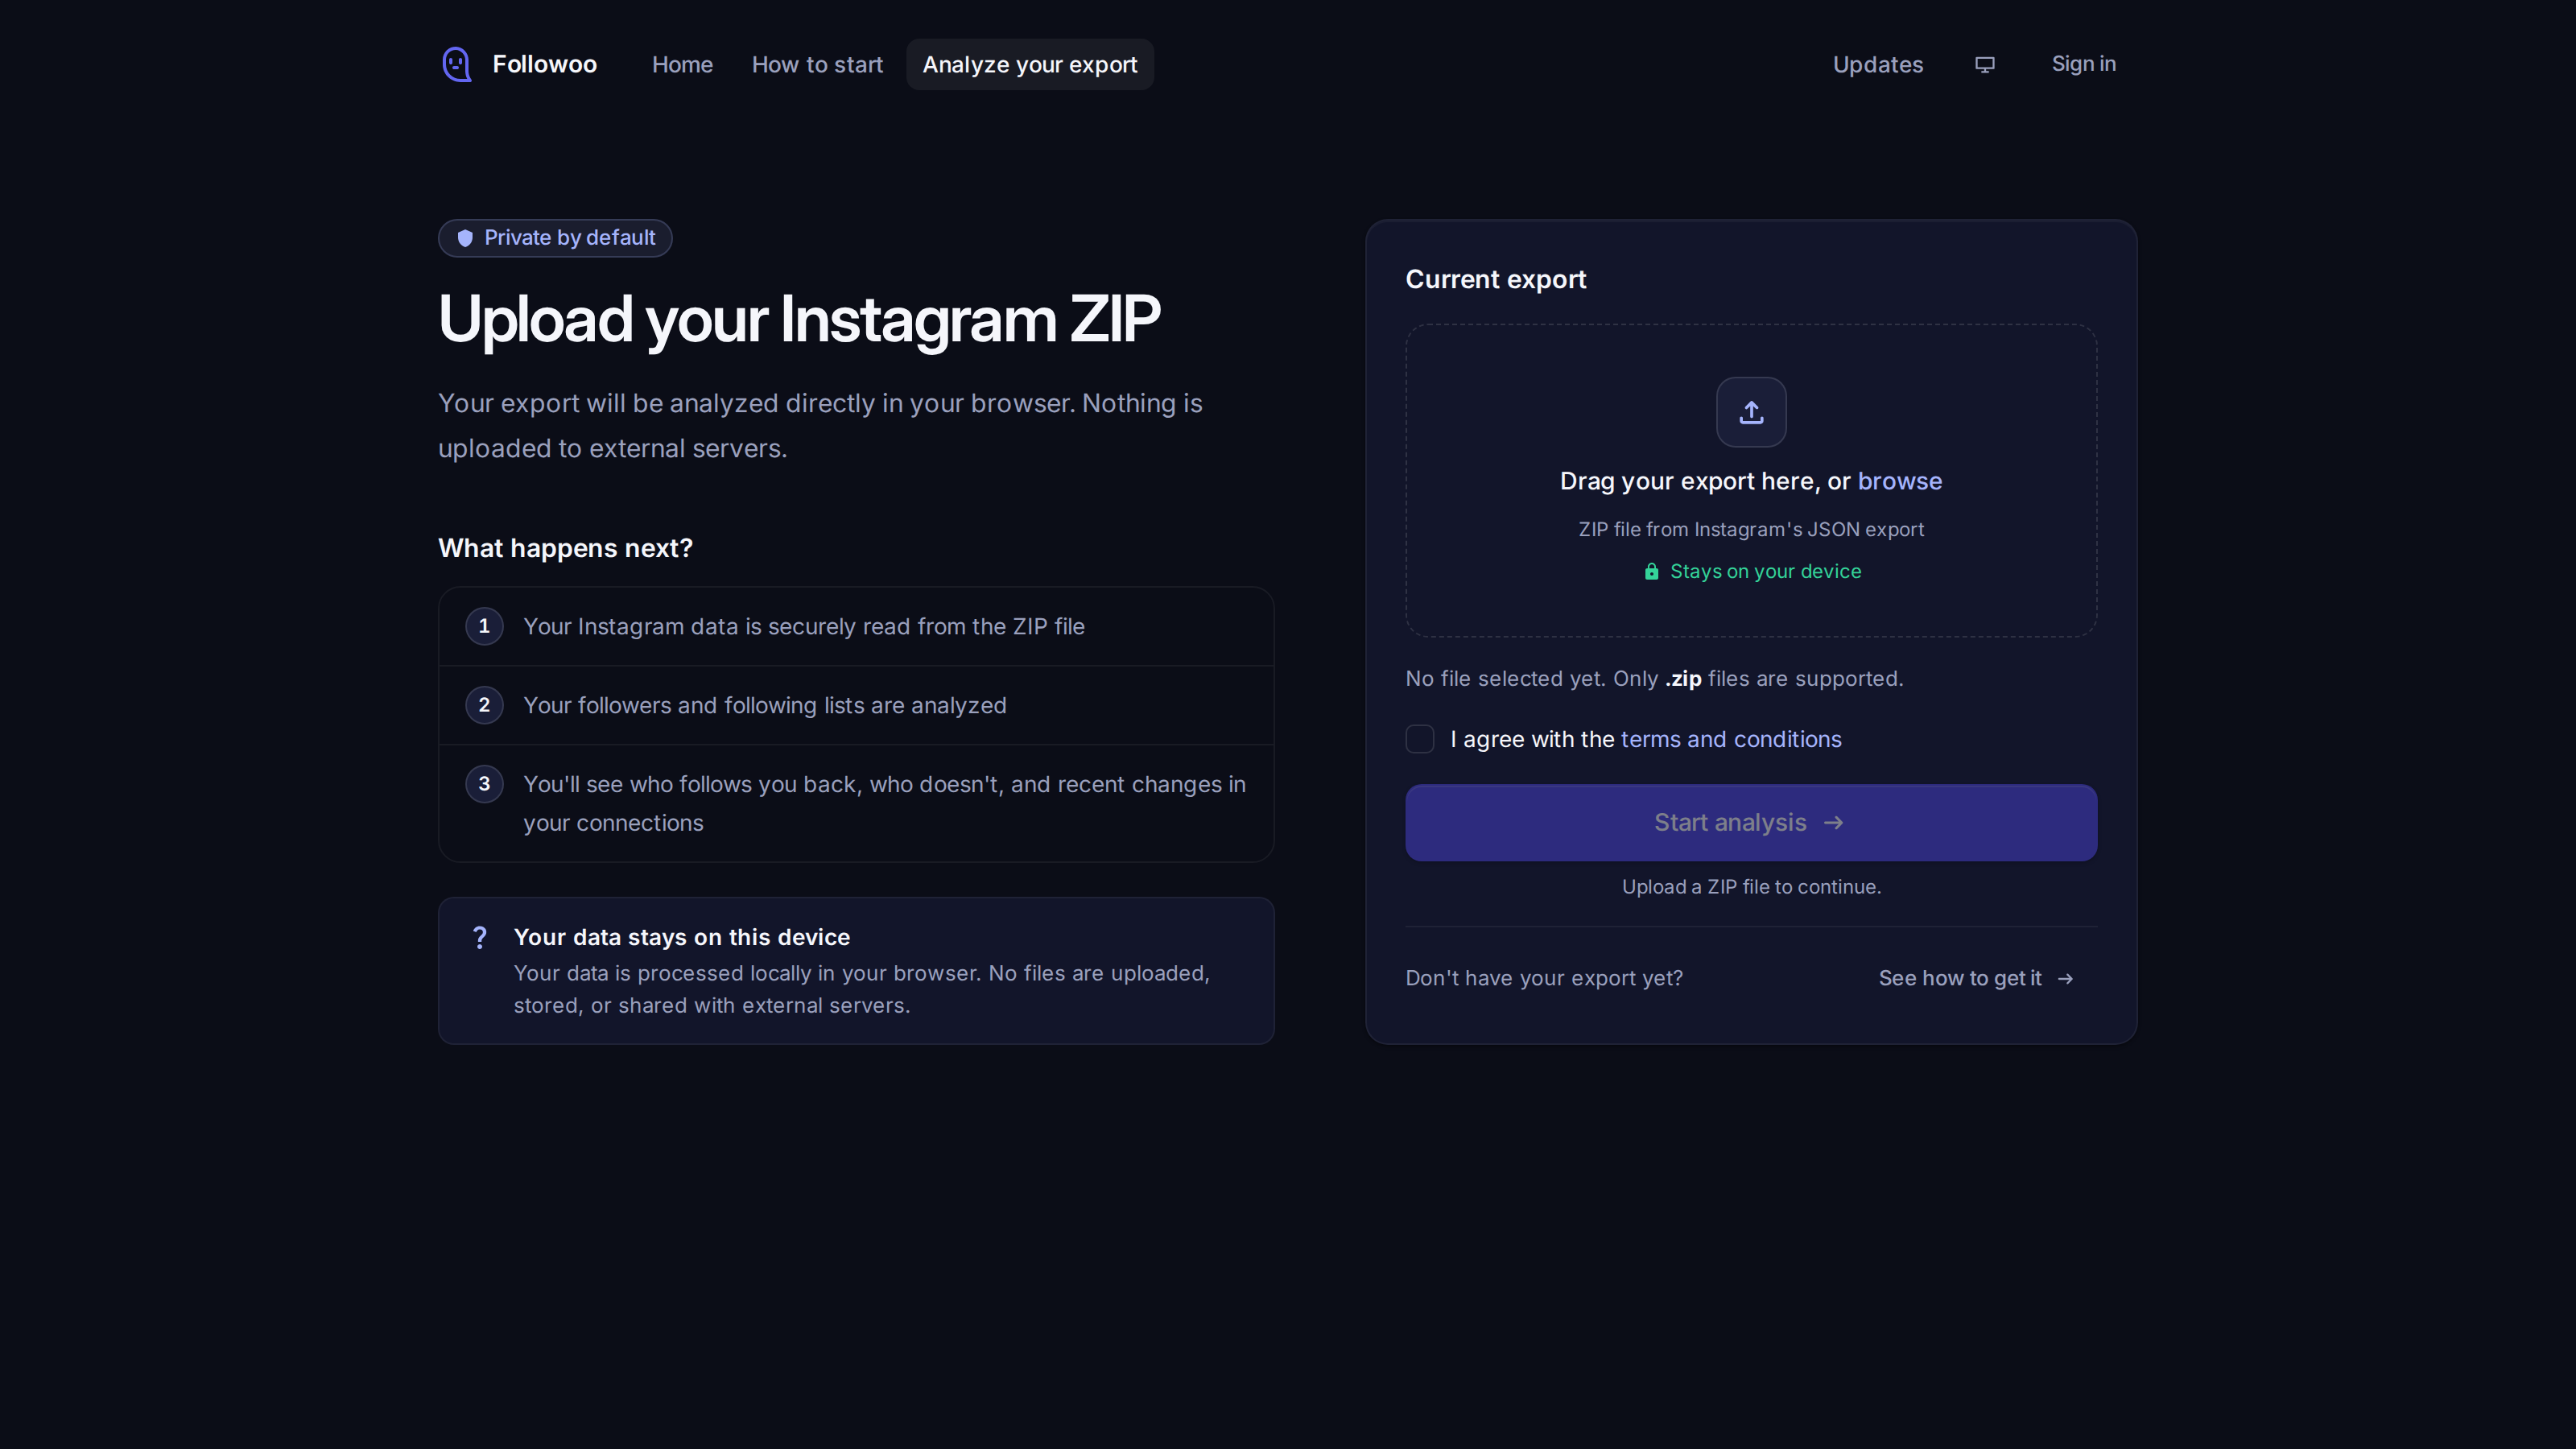 Followoo
Home
How to start
Analyze your export
Updates
Sign in
Private by default
Upload your Instagram ZIP
Your export will be analyzed directly in your browser. Nothing is
uploaded to external servers.
What happens next?
1 Your Instagram data is securely read from the ZIP file
2 Your followers and following lists are analyzed
3 You'll see who follows you back, who doesn't, and recent changes in
your connections
? Your data stays on this device
Your data is processed locally in your browser. No files are uploaded,
stored, or shared with external servers.
Current export
Drag your export here, or browse
ZIP file from Instagram's JSON export
Stays on your device
No file selected yet. Only .zip files are supported.
I agree with the terms and conditions
Start analysis →
Upload a ZIP file to continue.
Don't have your export yet?
See how to get it →